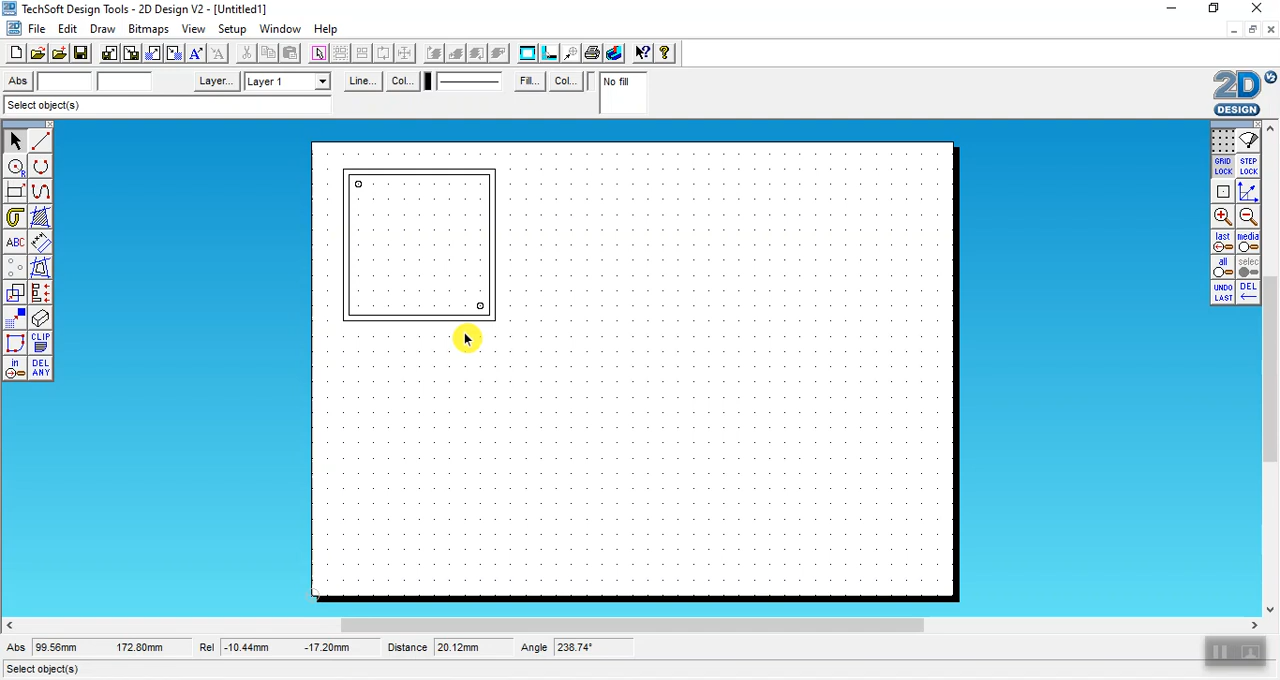 TechSoft Design Tools - 2D Design V2 - [Untitled1]
File Edit Draw Bitmaps View Setup Window Help
Abs Layer... Layer 1 Line... Col... Fill... Col... No fill
Select object(s)
2D V2
DESIGN
R
ABC
CLIP
in DEL ANY
GRID LOCK STEP LOCK
last media
all selec
UNDO LAST DEL
Abs 99.56mm 172.80mm Rel -10.44mm -17.20mm Distance 20.12mm Angle 238.74°
Select object(s)